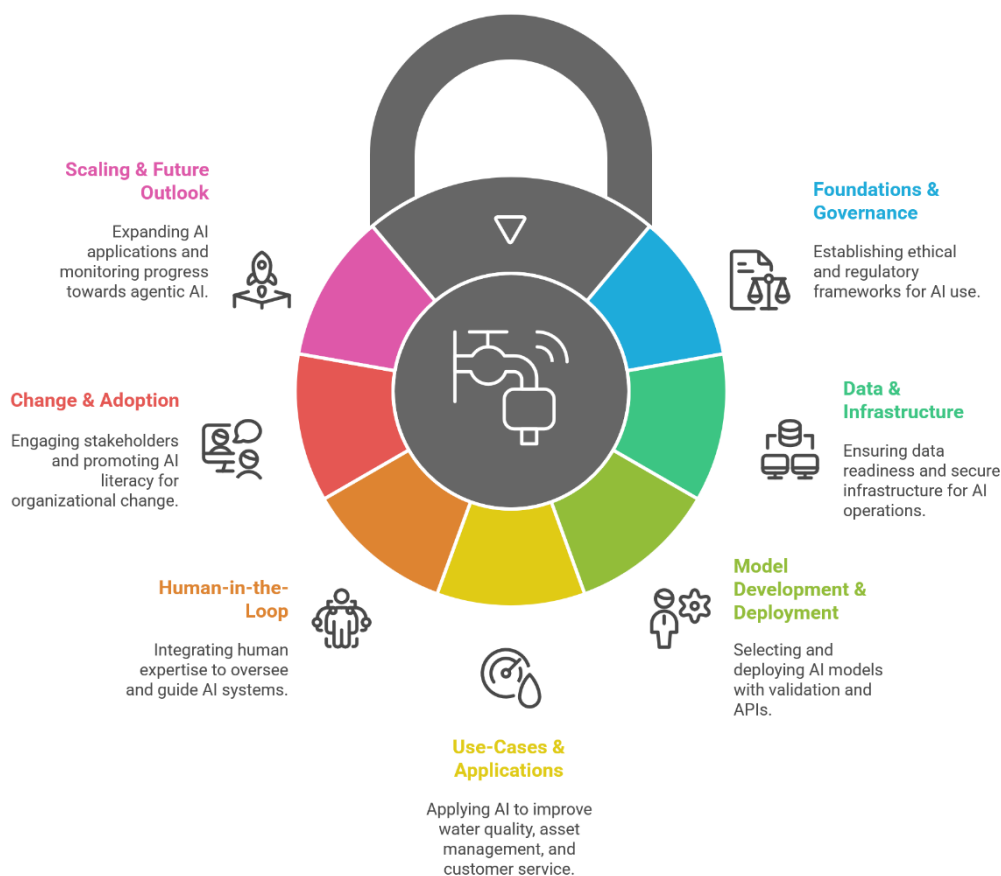 Scaling & Future
Outlook
Expanding AI
applications and
monitoring progress
towards agentic AI.
Foundations &
Governance
Establishing ethical
and regulatory
frameworks for AI use.
Change & Adoption
Engaging stakeholders
and promoting AI
literacy for
organizational change.
Data &
Infrastructure
Ensuring data
readiness and secure
infrastructure for AI
operations.
Human-in-the-
Loop
Integrating human
expertise to oversee
and guide AI systems.
Model
Development &
Deployment
Selecting and
deploying AI models
with validation and
APIs.
Use-Cases &
Applications
Applying AI to improve
water quality, asset
management, and
customer service.